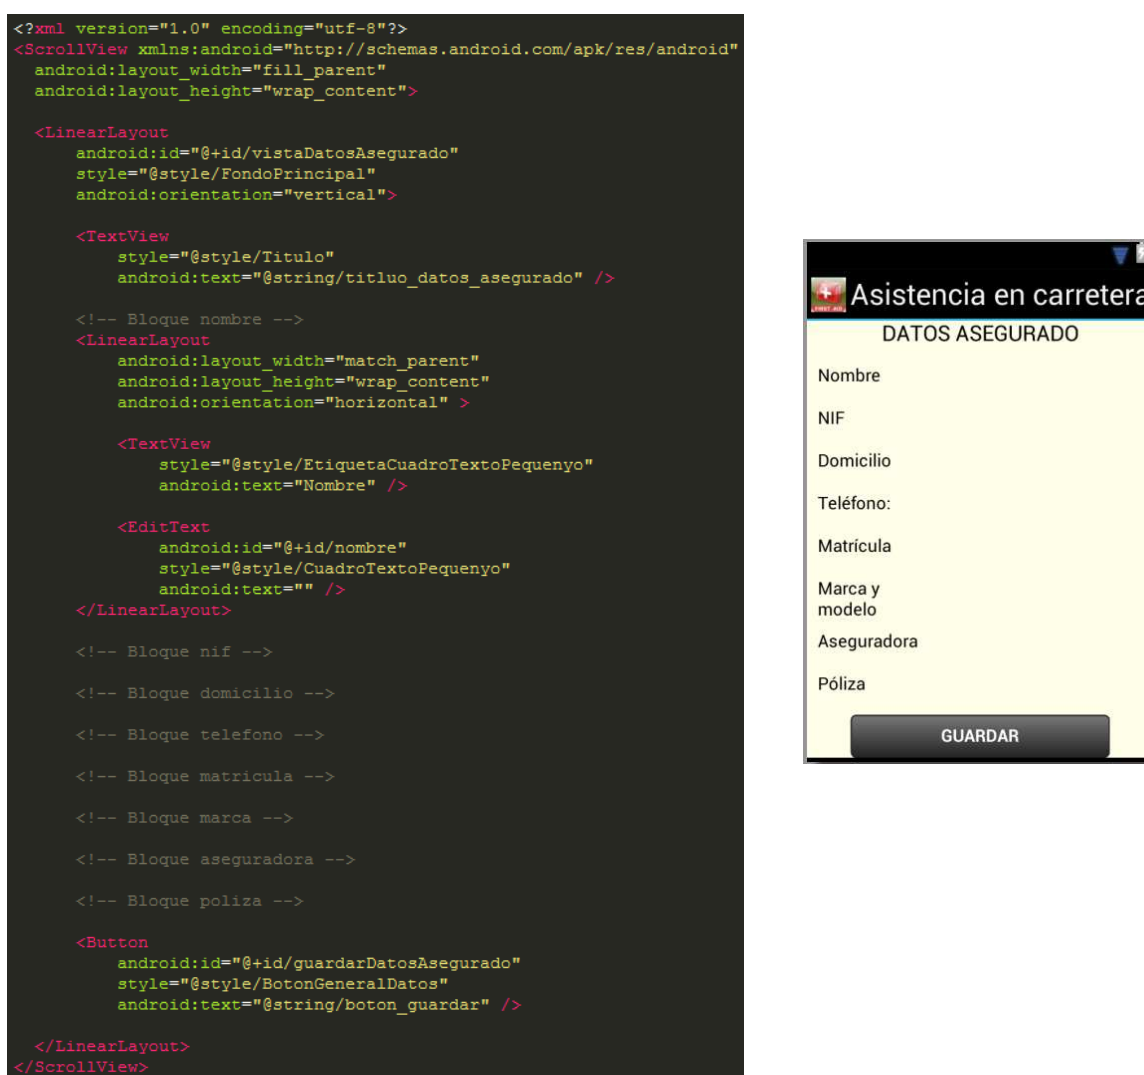 <?xml version="1.0" encoding="utf-8"?>
<ScrollView xmlns:android="http://schemas.android.com/apk/res/android"
android:layout_width="fill_parent"
android:layout_height="wrap_content">
<LinearLayout
android:id="@+id/vistaDatosAsegurado"
style="@style/FondoPrincipal"
android:orientation="vertical">
<TextView
style="@style/Titulo"
android:text="@string/titluo_datos_asegurado" />
<!-- Bloque nombre -->
<LinearLayout
android:layout_width="match_parent"
android:layout_height="wrap_content"
android:orientation="horizontal" >
<TextView
style="@style/EtiquetaCuadroTextoPequenyo"
android:text="Nombre" />
<EditText
android:id="@+id/nombre"
style="@style/CuadroTextoPequenyo"
android:text="" />
</LinearLayout>
<!-- Bloque nif -->
<!-- Bloque domicilio -->
<!-- Bloque telefono -->
<!-- Bloque matricula -->
<!-- Bloque marca -->
<!-- Bloque aseguradora -->
<!-- Bloque poliza -->
<Button
android:id="@+id/guardarDatosAsegurado"
style="@style/BotonGeneralDatos"
android:text="@string/boton_guardar" />
</LinearLayout>
</ScrollView>
Asistencia en carretera
DATOS ASEGURADO
Nombre
NIF
Domicilio
Teléfono:
Matrícula
Marca y
modelo
Aseguradora
Póliza
GUARDAR